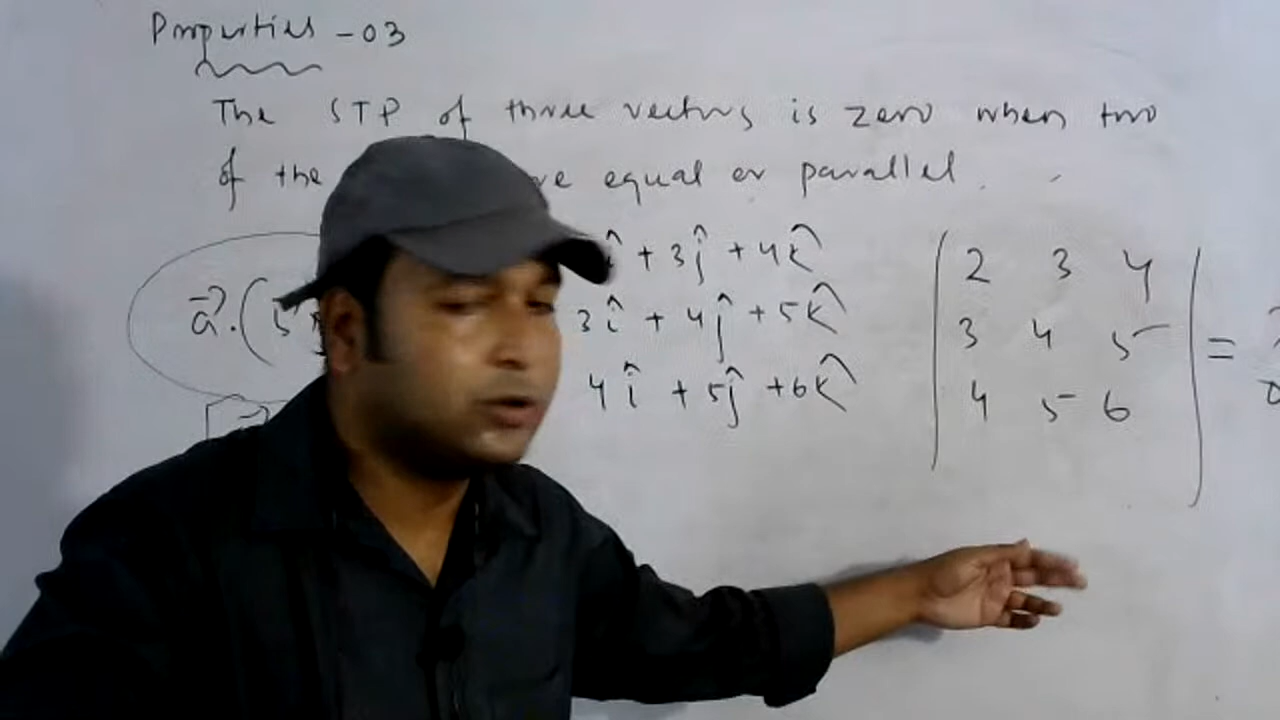 Properties - 03
The STP of three vectors is zero when two
of the equal or parallel.
î + 3ĵ + 4k̂
a⃗.(b⃗ 3î + 4ĵ + 5k̂
4î + 5ĵ + 6k̂
| 2 3 4 |
| 3 4 5 | =
| 4 5 6 |